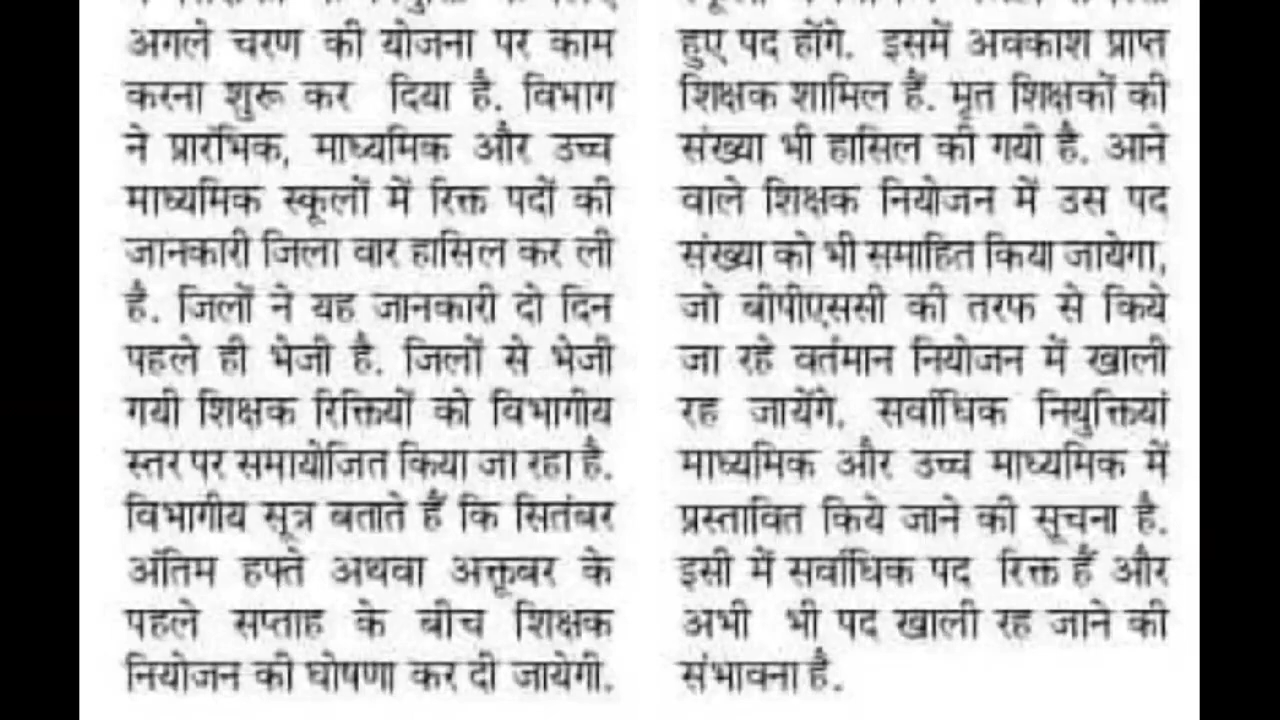 अगले चरण की योजना पर काम
करना शुरू कर दिया है. विभाग
ने प्रारंभिक, माध्यमिक और उच्च
माध्यमिक स्कूलों में रिक्त पदों की
जानकारी जिला वार हासिल कर ली
है. जिलों ने यह जानकारी दो दिन
पहले ही भेजी है. जिलों से भेजी
गयी शिक्षक रिक्तियों को विभागीय
स्तर पर समायोजित किया जा रहा है.
विभागीय सूत्र बताते हैं कि सितंबर
अंतिम हफ्ते अथवा अक्तूबर के
पहले सप्ताह के बीच शिक्षक
नियोजन की घोषणा कर दी जायेगी.
हुए पद होंगे. इसमें अवकाश प्राप्त
शिक्षक शामिल हैं. मृत शिक्षकों की
संख्या भी हासिल की गयी है. आने
वाले शिक्षक नियोजन में उस पद
संख्या को भी समाहित किया जायेगा,
जो बीपीएससी की तरफ से किये
जा रहे वर्तमान नियोजन में खाली
रह जायेंगे. सर्वाधिक नियुक्तियां
माध्यमिक और उच्च माध्यमिक में
प्रस्तावित किये जाने की सूचना है.
इसी में सर्वाधिक पद रिक्त हैं और
अभी भी पद खाली रह जाने की
संभावना है.